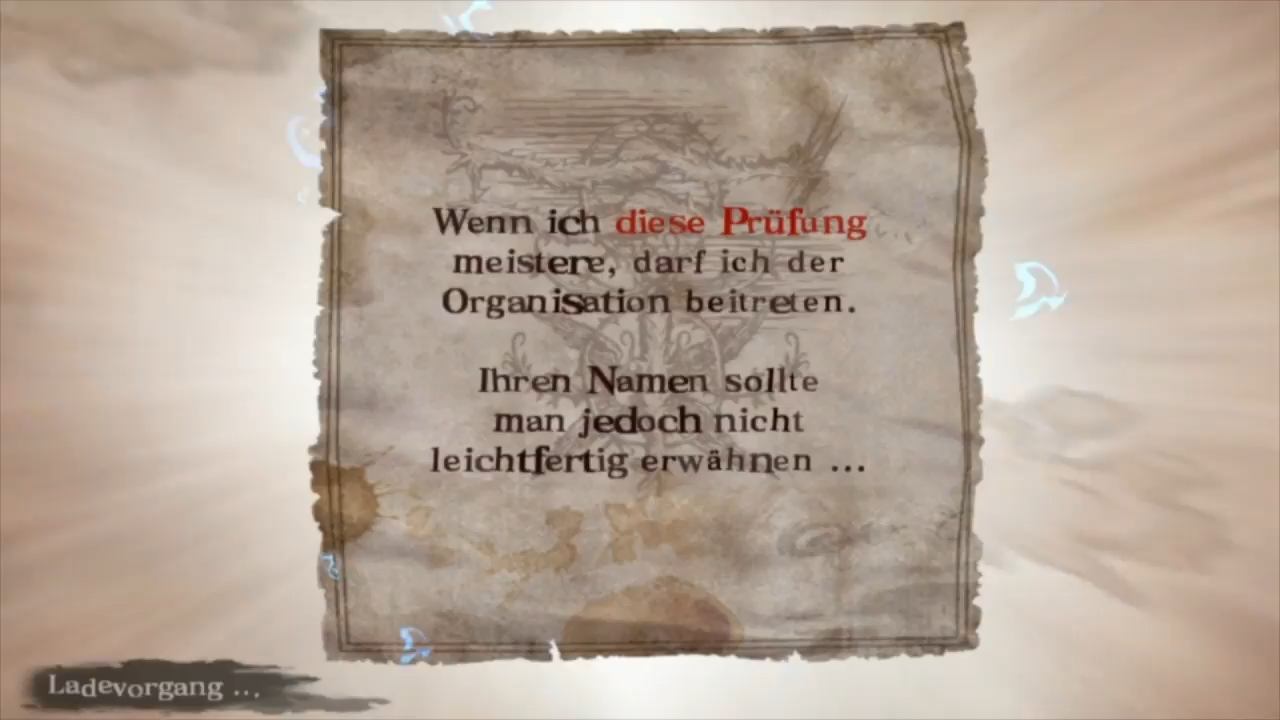 Wenn ich diese Prüfung
meistere, darf ich der
Organisation beitreten.
Ihren Namen sollte
man jedoch nicht
leichtfertig erwähnen ...
Ladevorgang ...